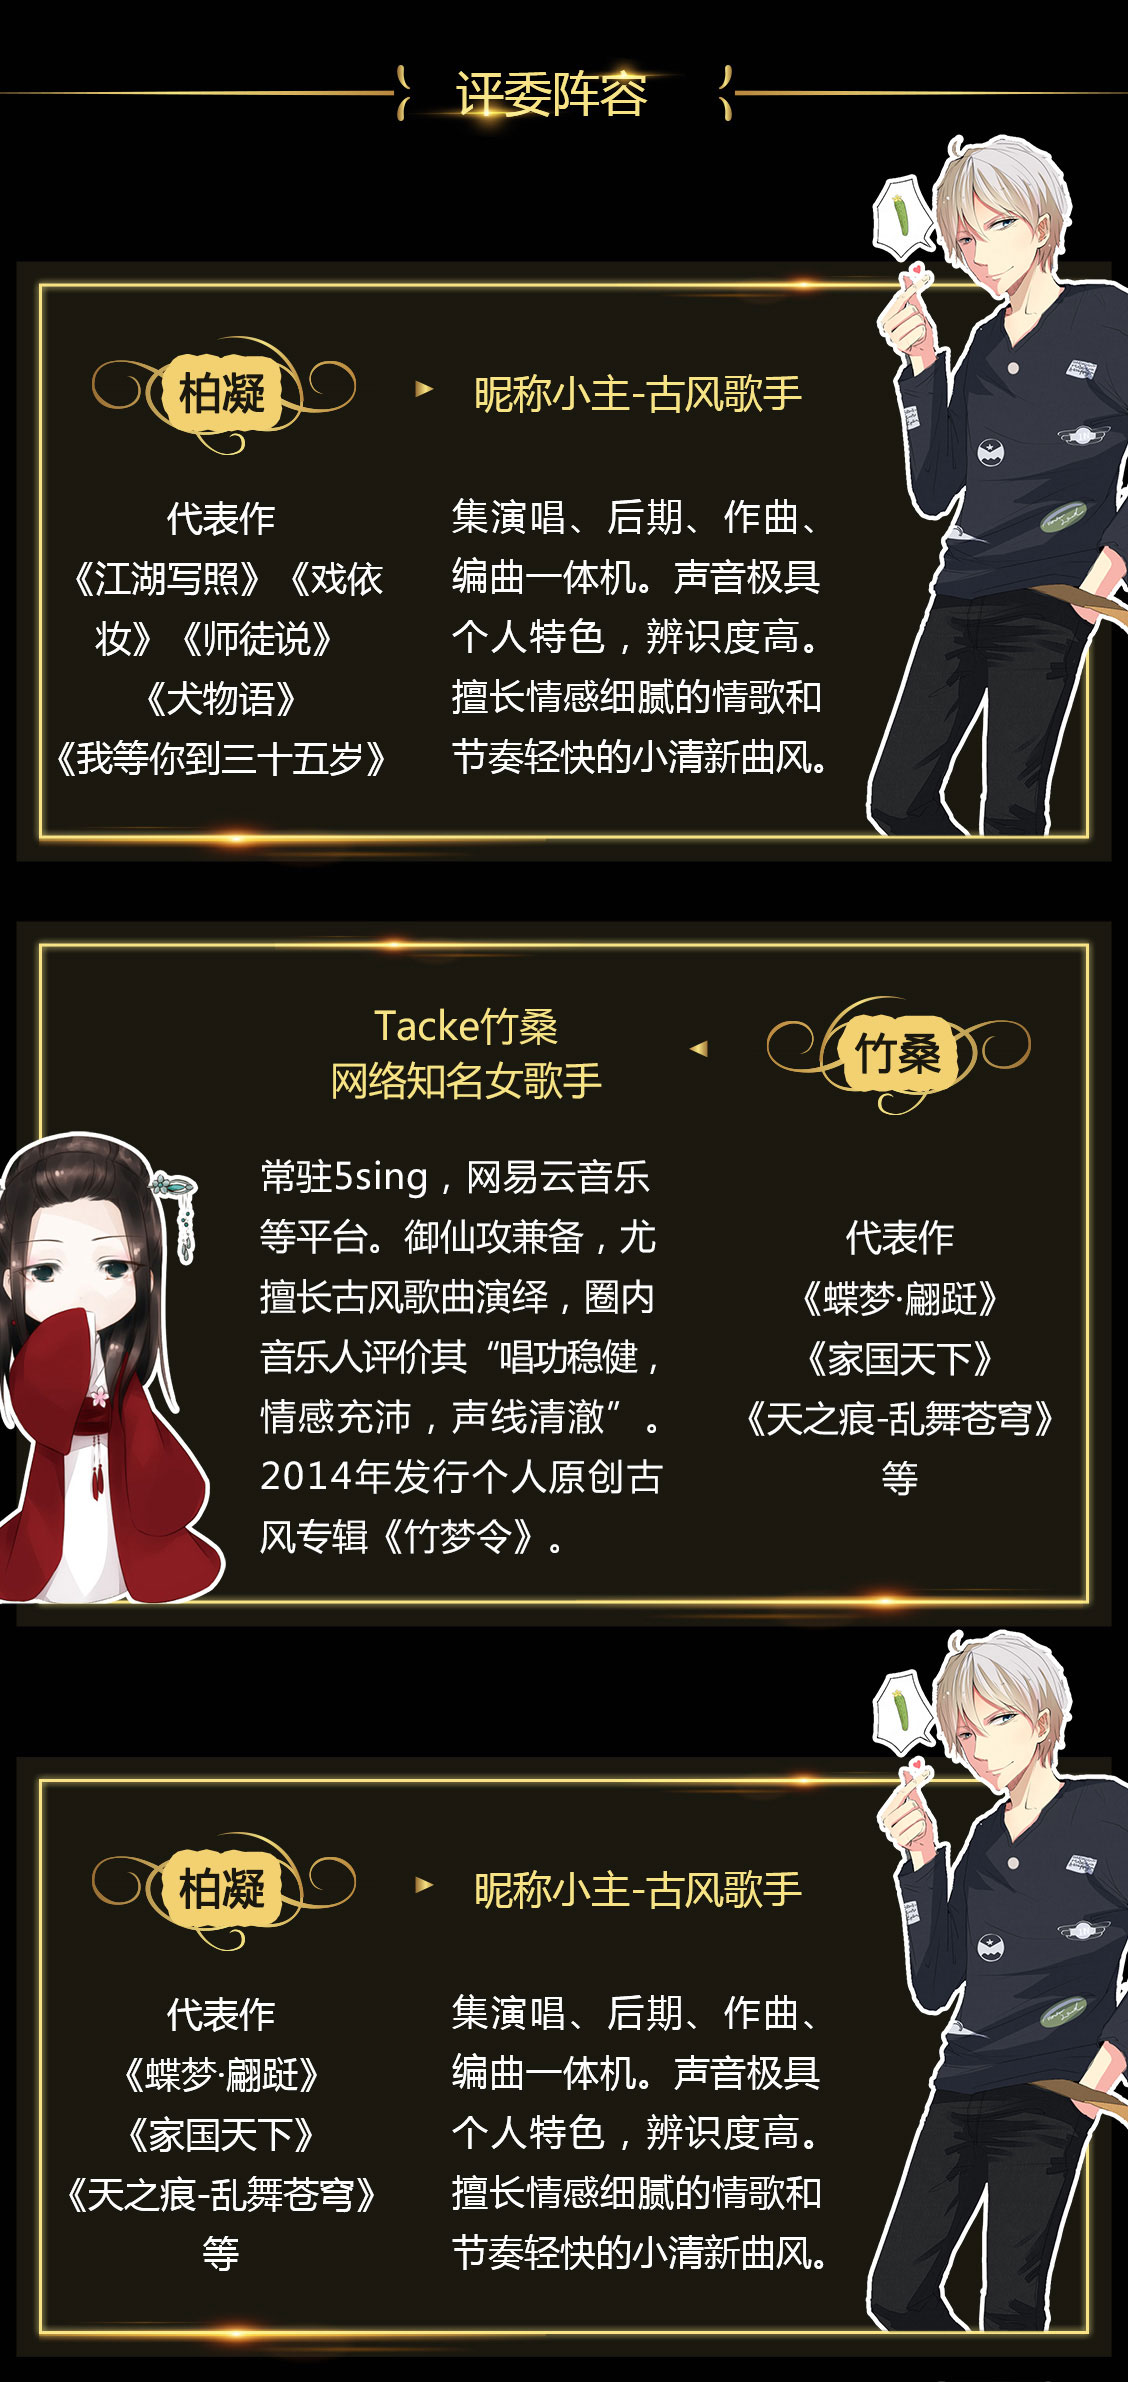 评委阵容
柏凝
昵称小主-古风歌手
代表作
《江湖写照》《戏依
妆》《师徒说》
《犬物语》
《我等你到三十五岁》
集演唱、后期、作曲、
编曲一体机。声音极具
个人特色，辨识度高。
擅长情感细腻的情歌和
节奏轻快的小清新曲风。
Tacke竹桑
网络知名女歌手
竹桑
常驻5sing，网易云音乐
等平台。御仙攻兼备，尤
擅长古风歌曲演绎，圈内
音乐人评价其“唱功稳健，
情感充沛，声线清澈”。
2014年发行个人原创古
风专辑《竹梦令》。
代表作
《蝶梦·翩跹》
《家国天下》
《天之痕-乱舞苍穹》
等
柏凝
昵称小主-古风歌手
代表作
《蝶梦·翩跹》
《家国天下》
《天之痕-乱舞苍穹》
等
集演唱、后期、作曲、
编曲一体机。声音极具
个人特色，辨识度高。
擅长情感细腻的情歌和
节奏轻快的小清新曲风。